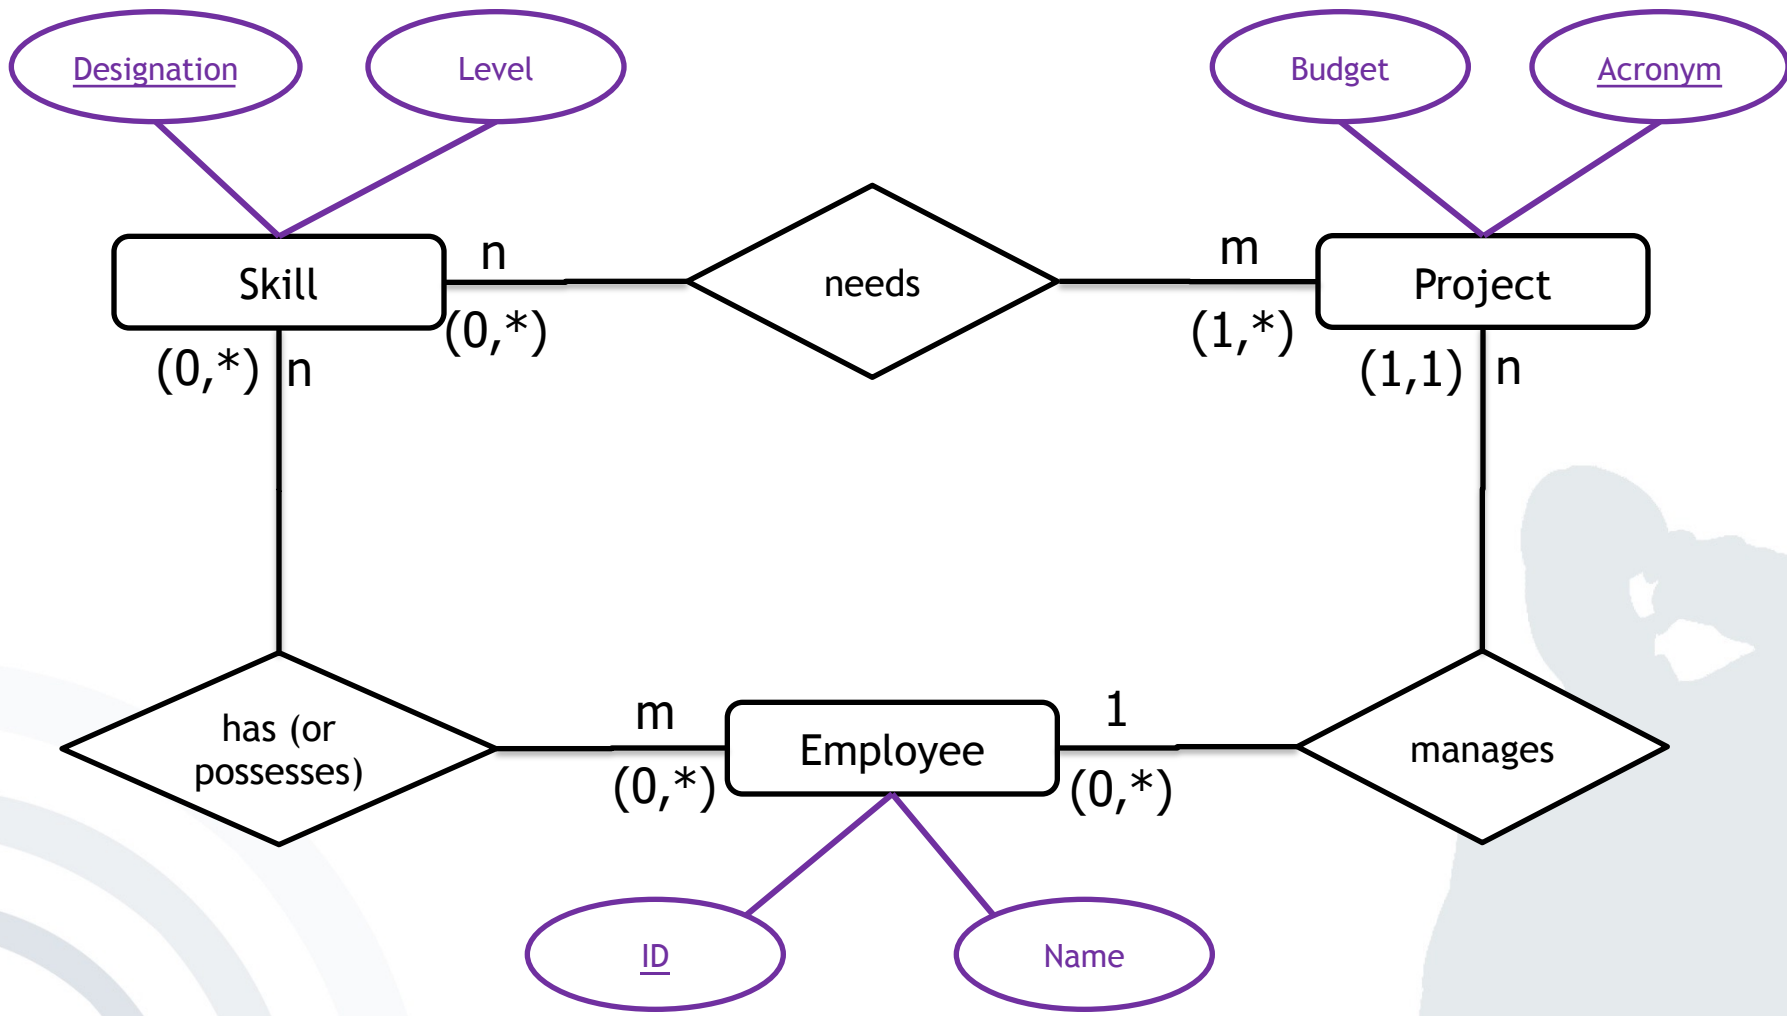 Designation
Level
Budget
Acronym
Skill
n
(0,*)
needs
m
(1,*)
Project
(0,*)
n
(1,1)
n
has (or
possesses)
m
(0,*)
Employee
1
(0,*)
manages
ID
Name